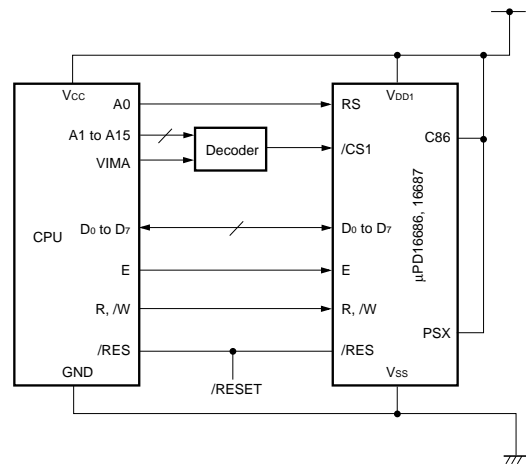 VCC
VDD1
A0
RS
A1 to A15
C86
VIMA
Decoder
/CS1
CPU
D0 to D7
D0 to D7
µPD16686, 16687
E
E
R, /W
R, /W
PSX
/RES
/RES
GND
/RESET
VSS